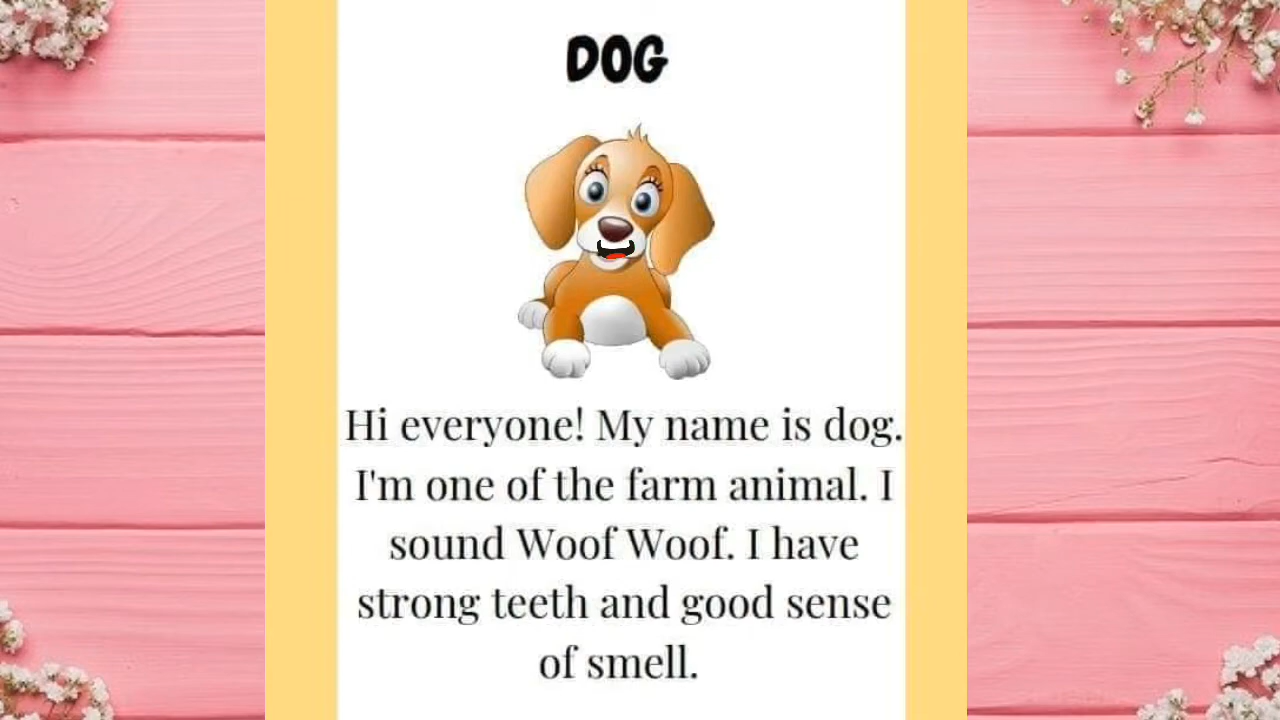 DOG
Hi everyone! My name is dog.
I'm one of the farm animal. I
sound Woof Woof. I have
strong teeth and good sense
of smell.